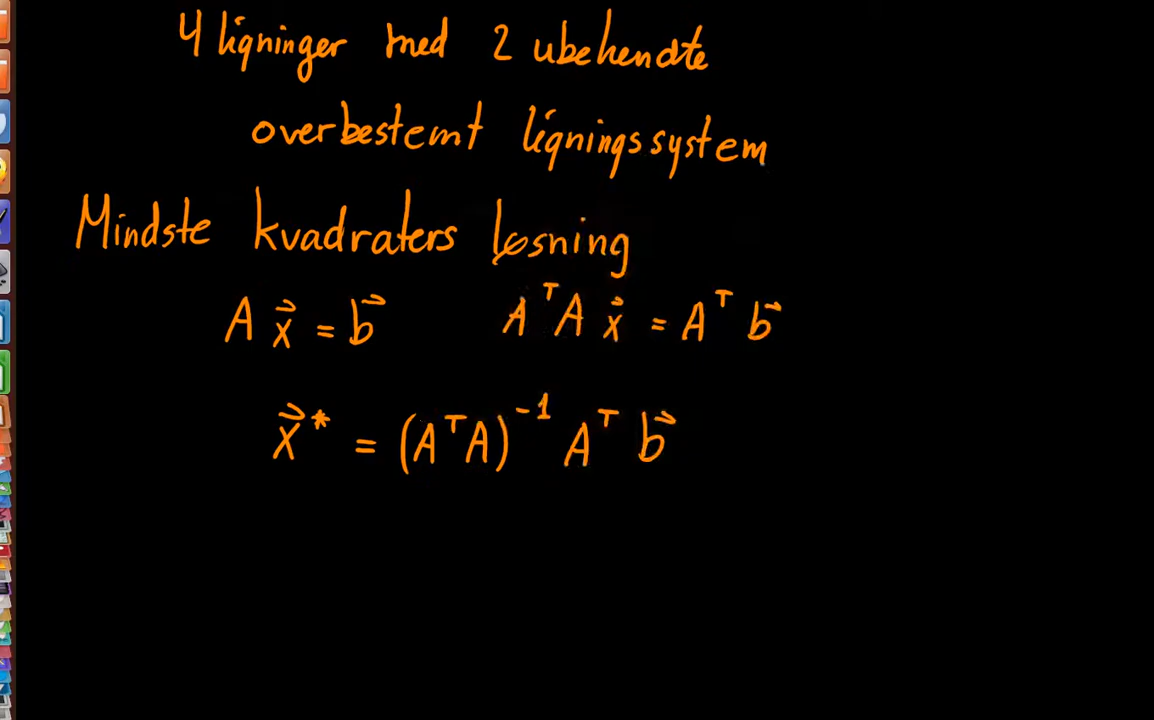 4 ligninger med 2 ubekendte
overbestemt ligningssystem
Mindste kvadraters løsning
A x⃗ = b⃗ AᵀA x⃗ = Aᵀ b⃗
x⃗* = (AᵀA)⁻¹ Aᵀ b⃗